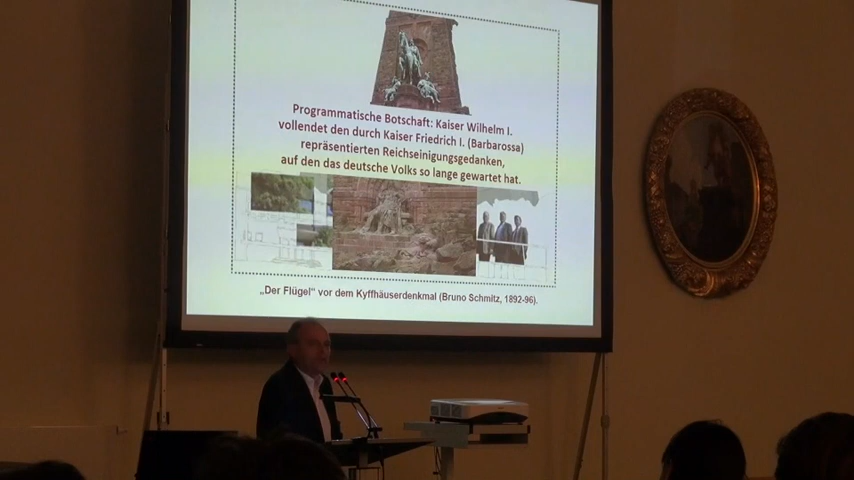 Programmatische Botschaft: Kaiser Wilhelm I.
vollendet den durch Kaiser Friedrich I. (Barbarossa)
repräsentierten Reichseinigungsgedanken,
auf den das deutsche Volks so lange gewartet hat.
„Der Flügel“ vor dem Kyffhäuserdenkmal (Bruno Schmitz, 1892-96).